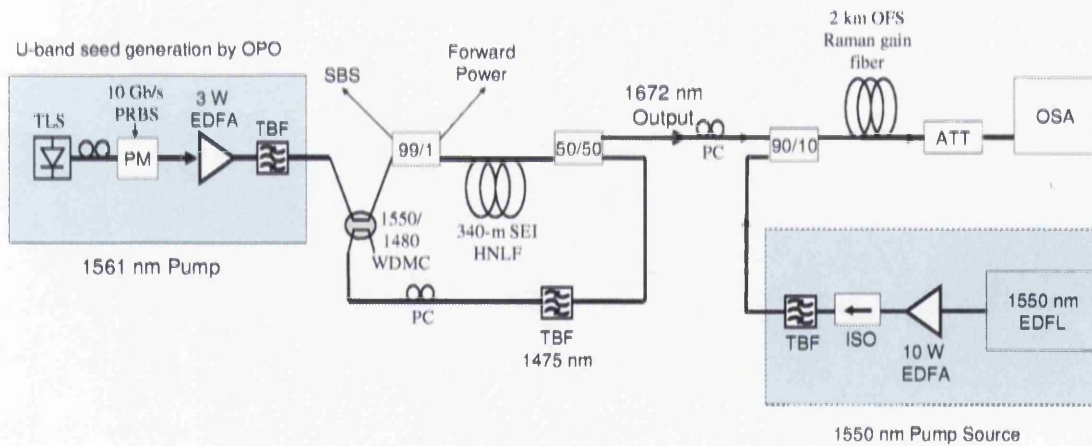 U-band seed generation by OPO
10 Gb/s
PRBS
TLS
PM
3 W
EDFA
TBF
1561 nm Pump
SBS
Forward
Power
99/1
1550/
1480
WDMC
340-m SEI
HNLF
50/50
PC
TBF
1475 nm
1672 nm
Output
PC
90/10
2 km OFS
Raman gain
fiber
ATT
OSA
TBF
ISO
10 W
EDFA
1550 nm
EDFL
1550 nm Pump Source